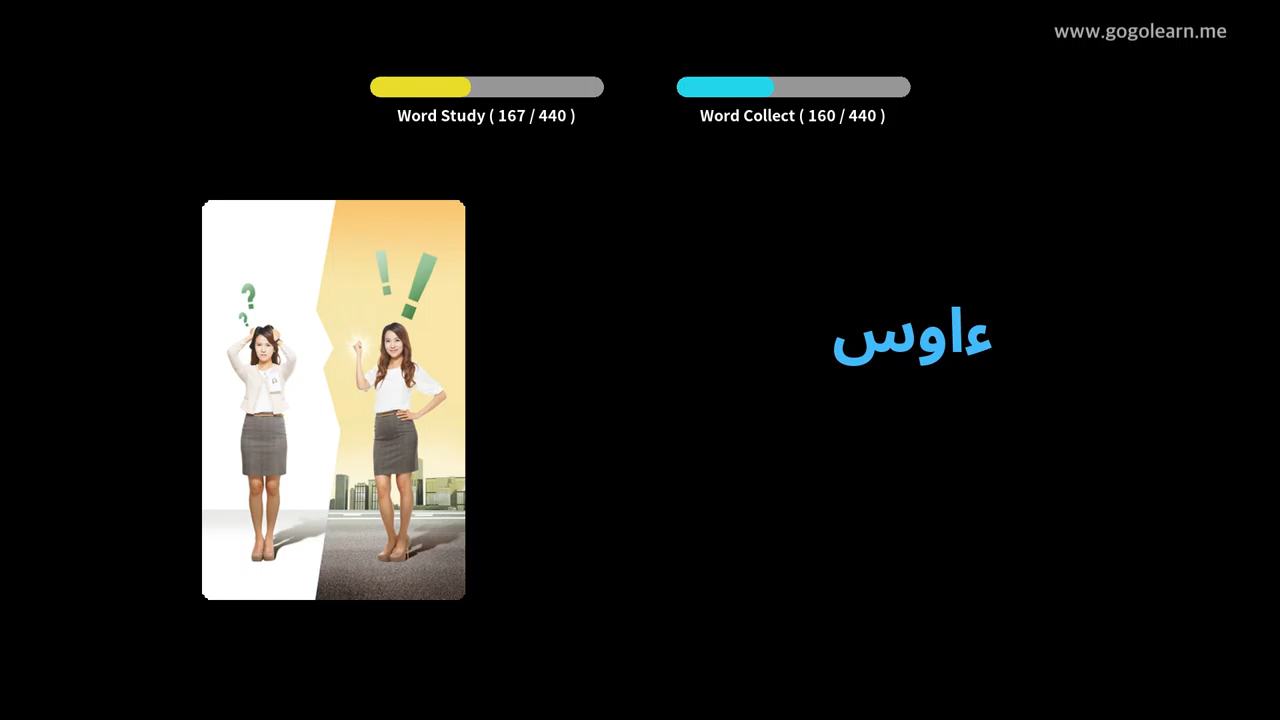 www.gogolearn.me
Word Study ( 167 / 440 )
Word Collect ( 160 / 440 )
?
?
!
!
ءاوس